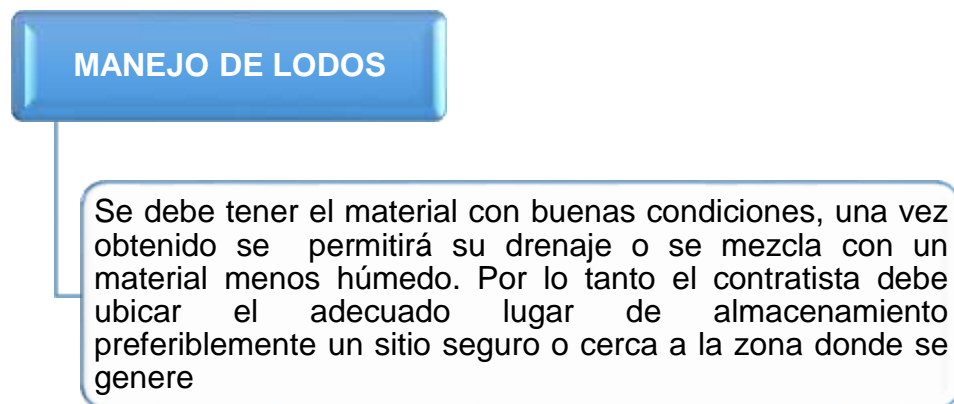 MANEJO DE LODOS
Se debe tener el material con buenas condiciones, una vez
obtenido se permitirá su drenaje o se mezcla con un
material menos húmedo. Por lo tanto el contratista debe
ubicar el adecuado lugar de almacenamiento
preferiblemente un sitio seguro o cerca a la zona donde se
genere